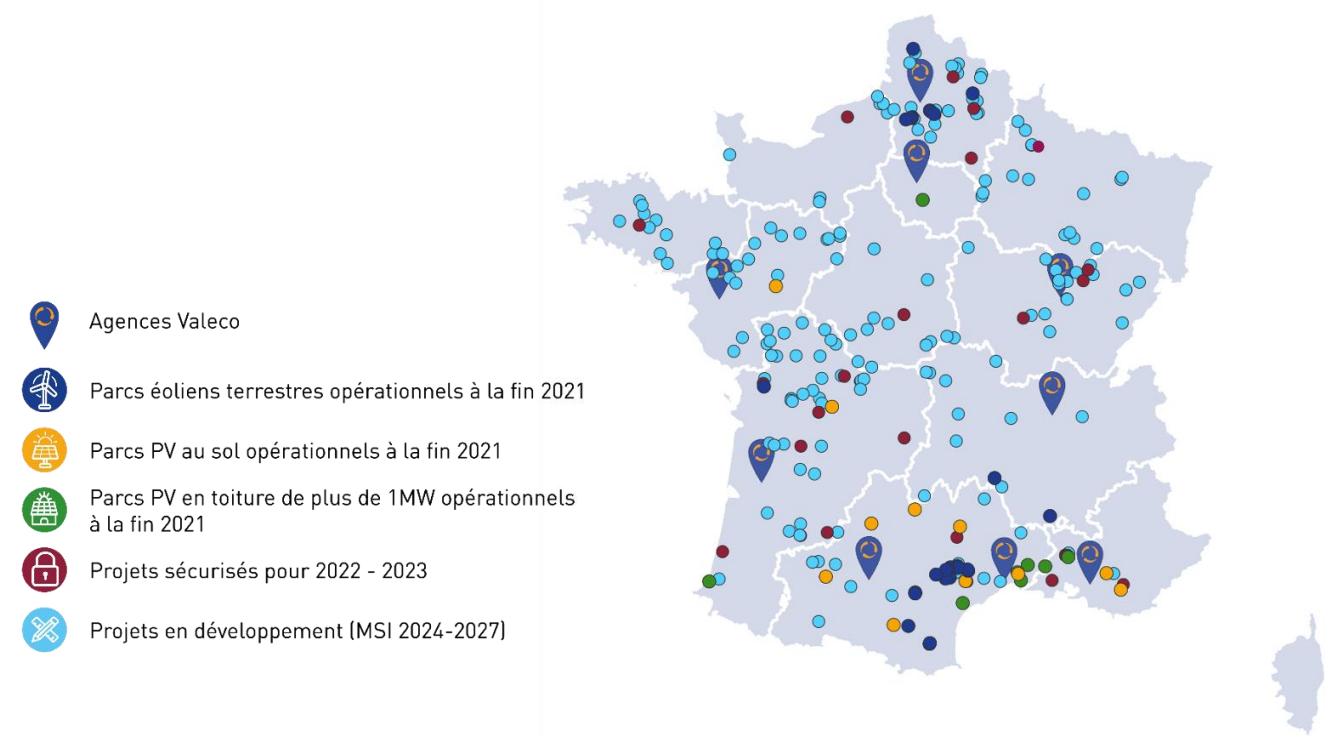 Agences Valeco
Parcs éoliens terrestres opérationnels à la fin 2021
Parcs PV au sol opérationnels à la fin 2021
Parcs PV en toiture de plus de 1MW opérationnels
à la fin 2021
Projets sécurisés pour 2022 - 2023
Projets en développement (MSI 2024-2027)